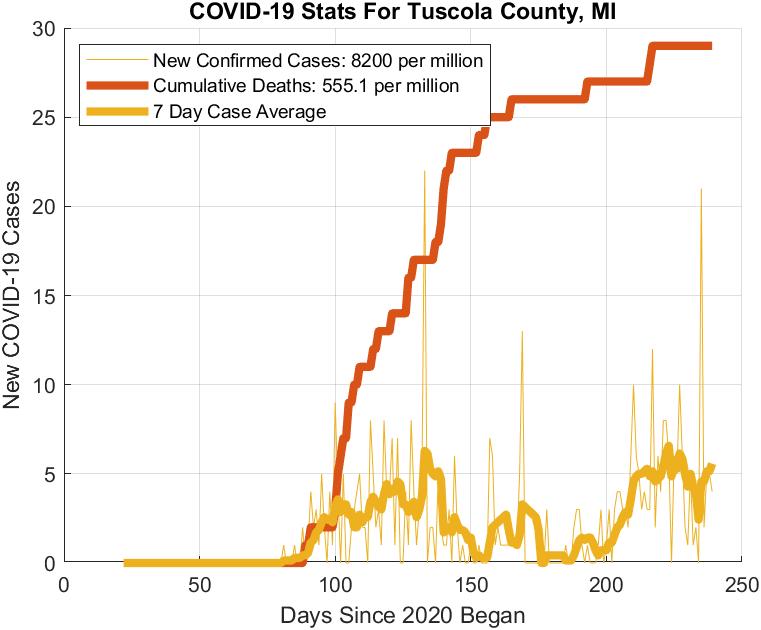 COVID-19 Stats For Tuscola County, MI
New Confirmed Cases: 8200 per million
Cumulative Deaths: 555.1 per million
7 Day Case Average
New COVID-19 Cases
30
25
20
15
10
5
0
0 50 100 150 200 250
Days Since 2020 Began